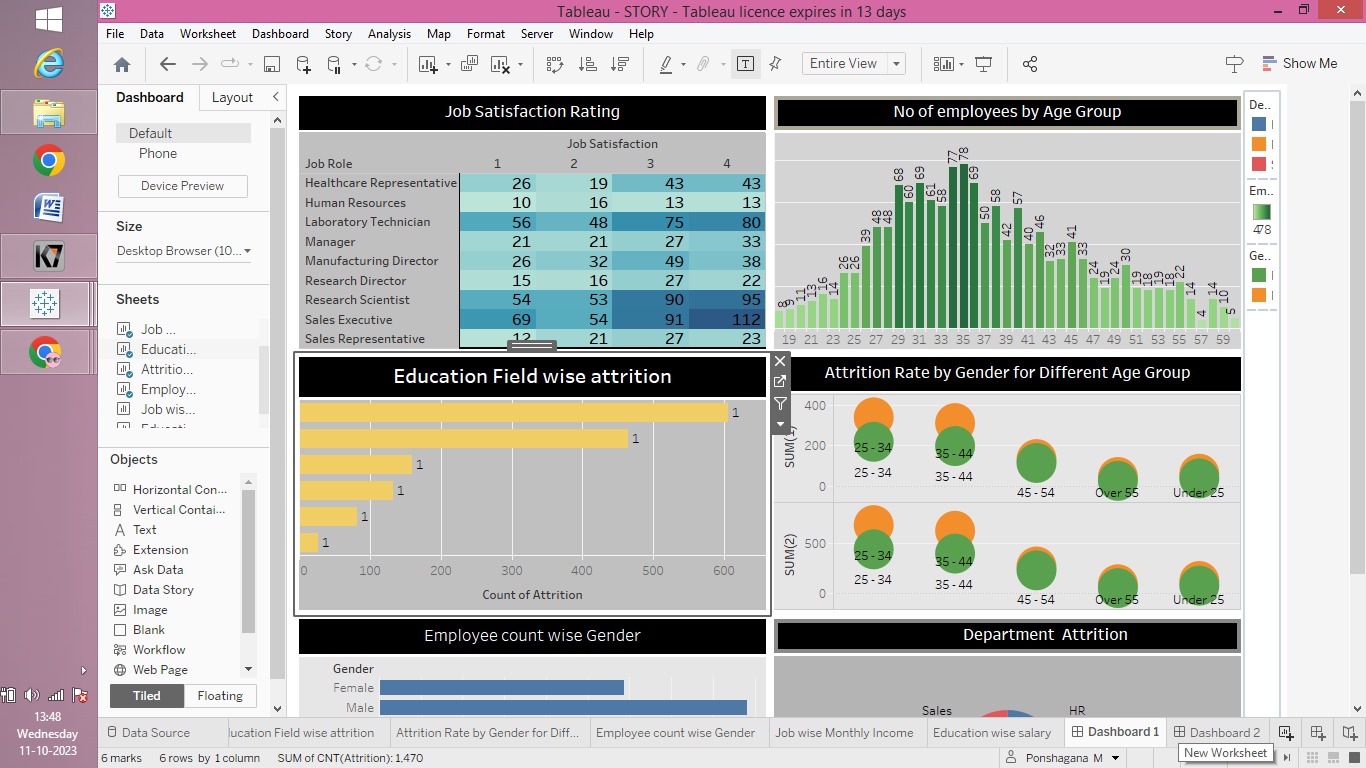 Tableau - STORY - Tableau licence expires in 13 days
File Data Worksheet Dashboard Story Analysis Map Format Server Window Help
Entire View
Show Me
Dashboard Layout
Default
Phone
Device Preview
Size
Desktop Browser (10...
Sheets
Job ...
Educati...
Attritio...
Employ...
Job wis...
Objects
Horizontal Con...
Vertical Contai...
Text
Extension
Ask Data
Data Story
Image
Blank
Workflow
Web Page
Tiled Floating
Job Satisfaction Rating
Job Satisfaction
Job Role 1 2 3 4
Healthcare Representative 26 19 43 43
Human Resources 10 16 13 13
Laboratory Technician 56 48 75 80
Manager 21 21 27 33
Manufacturing Director 26 32 49 38
Research Director 15 16 27 22
Research Scientist 54 53 90 95
Sales Executive 69 54 91 112
Sales Representative 12 21 27 23
No of employees by Age Group
8 9 11 13 16 14 26 26 39 48 48 68 60 69 61 58 77 78 69 50 58 42 57 40 46 32 33 41 33 24 19 24 30 19 18 19 18 22 14 4 14 10 5
19 21 23 25 27 29 31 33 35 37 39 41 43 45 47 49 51 53 55 57 59
De..
Em...
478
Ge...
Education Field wise attrition
1
1
1
1
1
1
0 100 200 300 400 500 600
Count of Attrition
Attrition Rate by Gender for Different Age Group
SUM(1)
400
200
0
25 - 34 35 - 44
25 - 34 35 - 44 45 - 54 Over 55 Under 25
SUM(2)
500
0
25 - 34 35 - 44
25 - 34 35 - 44 45 - 54 Over 55 Under 25
Employee count wise Gender
Gender
Female
Male
Department Attrition
Sales HR
Data Source ucation Field wise attrition Attrition Rate by Gender for Diff... Employee count wise Gender Job wise Monthly Income Education wise salary Dashboard 1 Dashboard 2
New Worksheet
6 marks 6 rows by 1 column SUM of CNT(Attrition): 1,470
Ponshagana M
K7
13:48
Wednesday
11-10-2023